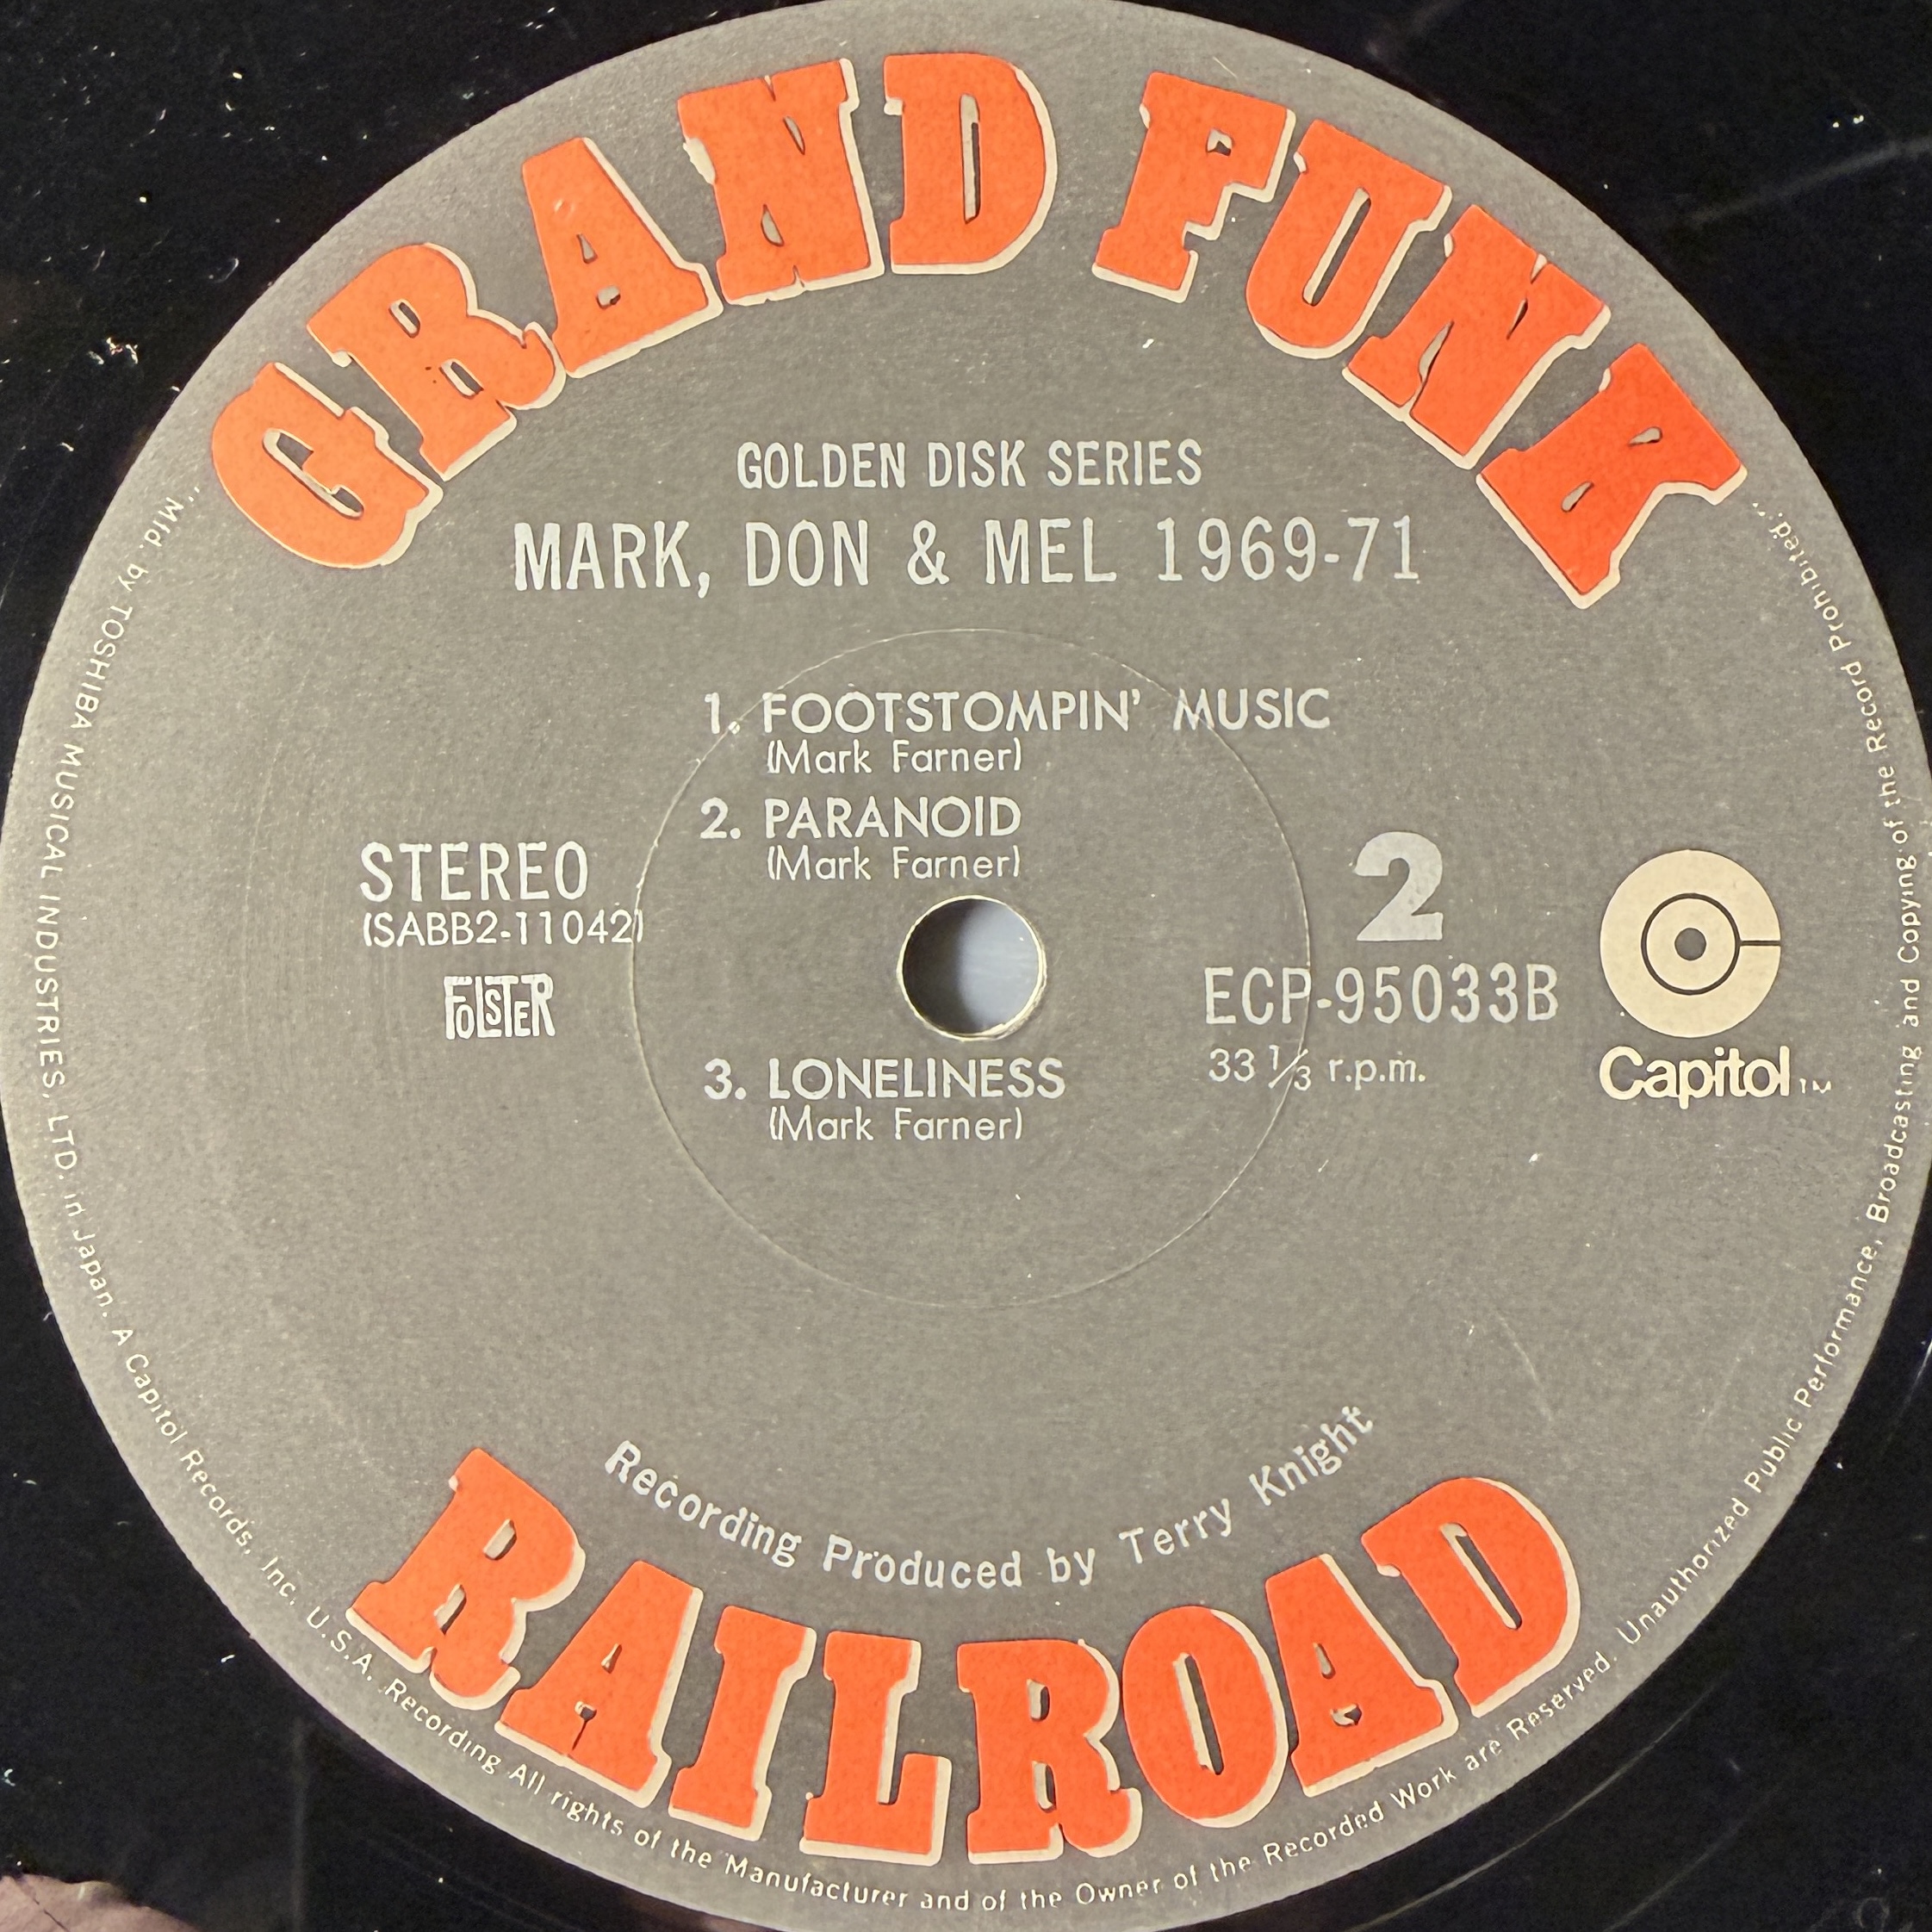 GRAND FUNK
GOLDEN DISK SERIES
MARK, DON & MEL 1969-71
1. FOOTSTOMPIN' MUSIC
(Mark Farner)
2. PARANOID
(Mark Farner)
STEREO
(SABB2-11042)
FOLSTER
2
ECP-95033B
33 1/3 r.p.m.
Capitol TM
3. LONELINESS
(Mark Farner)
Recording Produced by Terry Knight
RAILROAD
"Mfd. by TOSHIBA MUSICAL INDUSTRIES, LTD. in Japan. A Capitol Records, Inc. U.S.A. Recording All rights of the Manufacturer and of the Owner of the Recorded Work are Reserved. Unauthorized Public Performance, Broadcasting and Copying of the Record Prohibited."